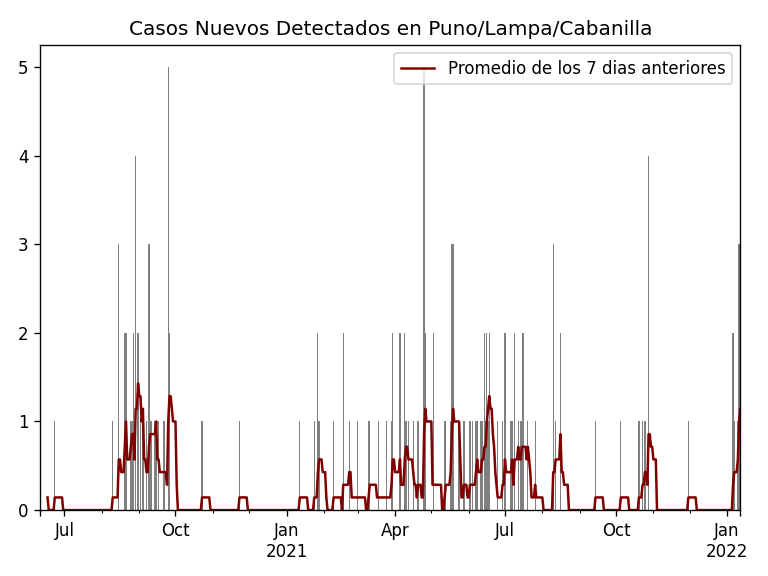 Casos Nuevos Detectados en Puno/Lampa/Cabanilla
Promedio de los 7 dias anteriores
5
4
3
2
1
0
Jul
Oct
Jan
2021
Apr
Jul
Oct
Jan
2022